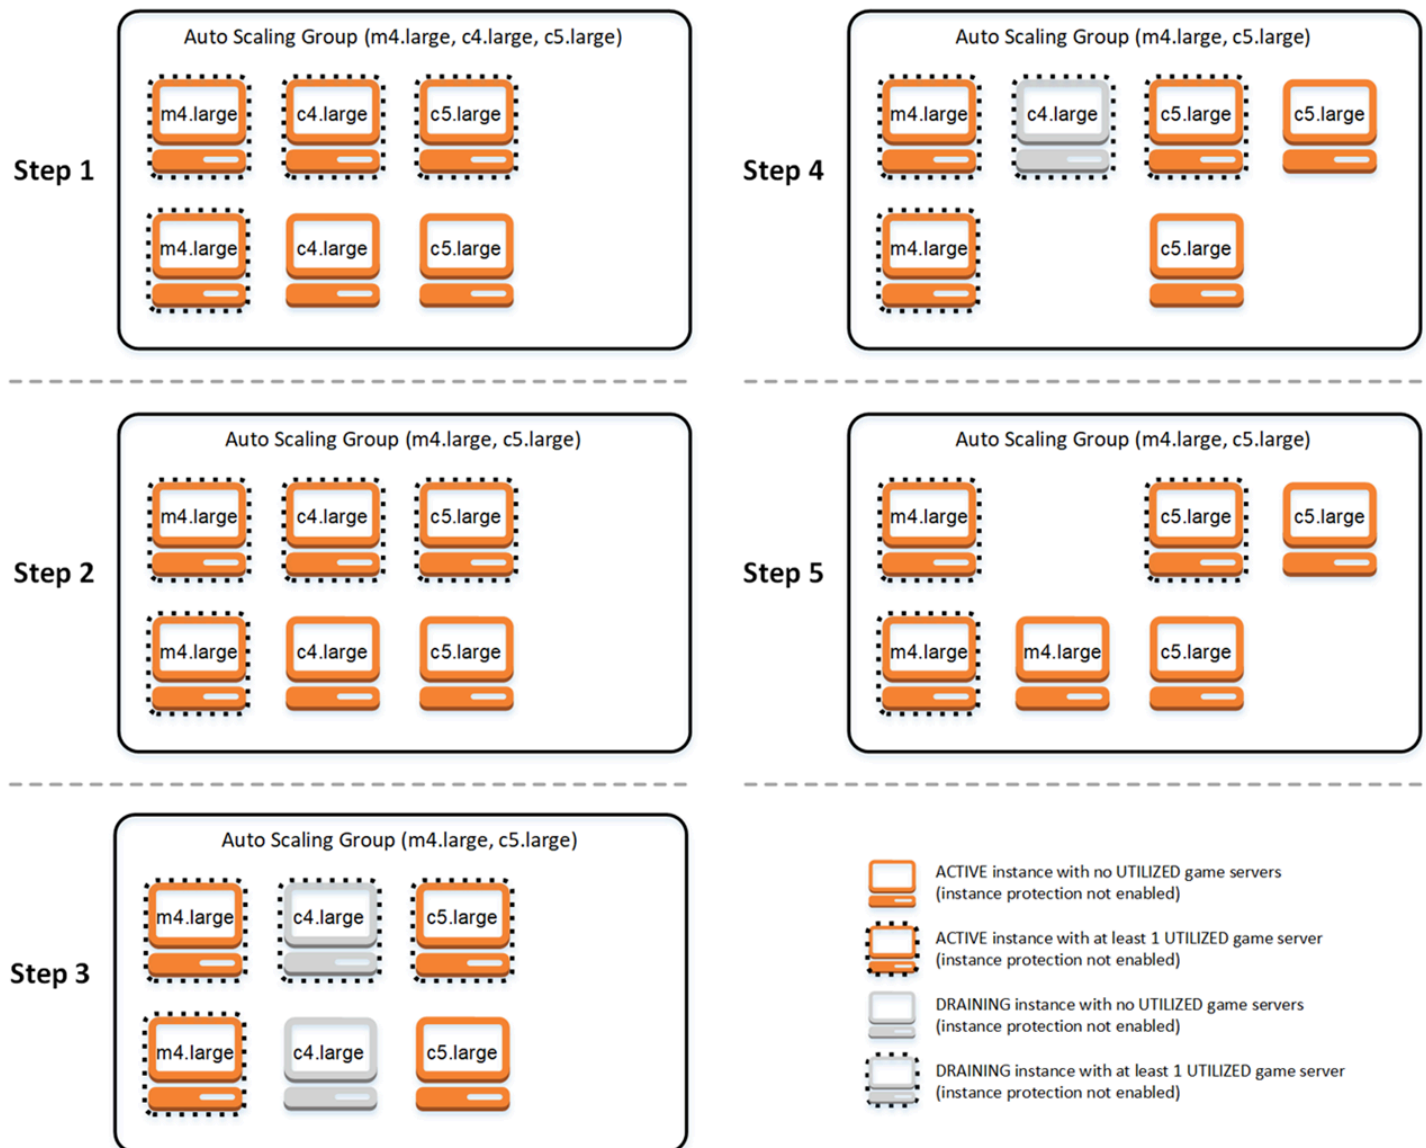 Step 1
Auto Scaling Group (m4.large, c4.large, c5.large)
m4.large c4.large c5.large
m4.large c4.large c5.large
Step 2
Auto Scaling Group (m4.large, c5.large)
m4.large c4.large c5.large
m4.large c4.large c5.large
Step 3
Auto Scaling Group (m4.large, c5.large)
m4.large c4.large c5.large
m4.large c4.large c5.large
Step 4
Auto Scaling Group (m4.large, c5.large)
m4.large c4.large c5.large c5.large
m4.large c5.large
Step 5
Auto Scaling Group (m4.large, c5.large)
m4.large c5.large c5.large
m4.large m4.large c5.large
ACTIVE instance with no UTILIZED game servers
(instance protection not enabled)
ACTIVE instance with at least 1 UTILIZED game server
(instance protection not enabled)
DRAINING instance with no UTILIZED game servers
(instance protection not enabled)
DRAINING instance with at least 1 UTILIZED game server
(instance protection not enabled)